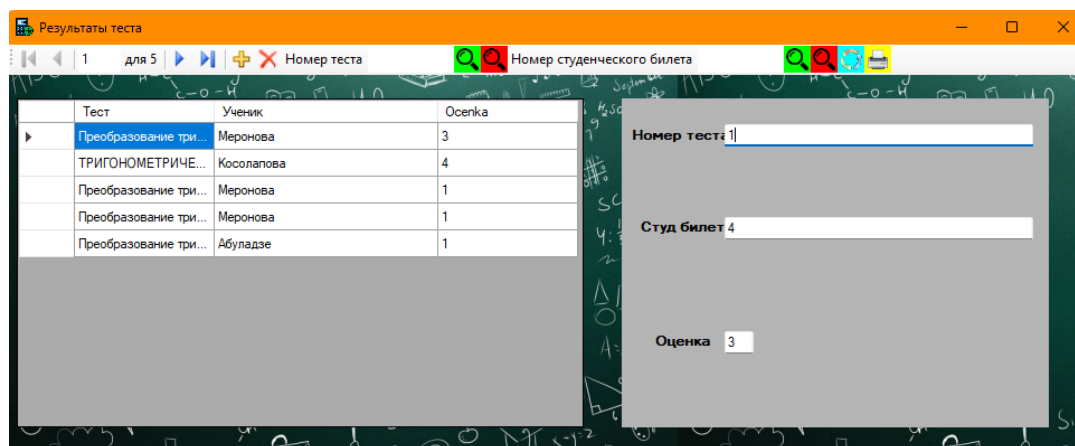 Результаты теста
1 для 5 Номер теста Номер студенческого билета
Тест Ученик Ocenka
Преобразование три... Меронова 3
ТРИГОНОМЕТРИЧЕ... Косолапова 4
Преобразование три... Меронова 1
Преобразование три... Меронова 1
Преобразование три... Абуладзе 1
Номер теста 1
Студ билет 4
Оценка 3